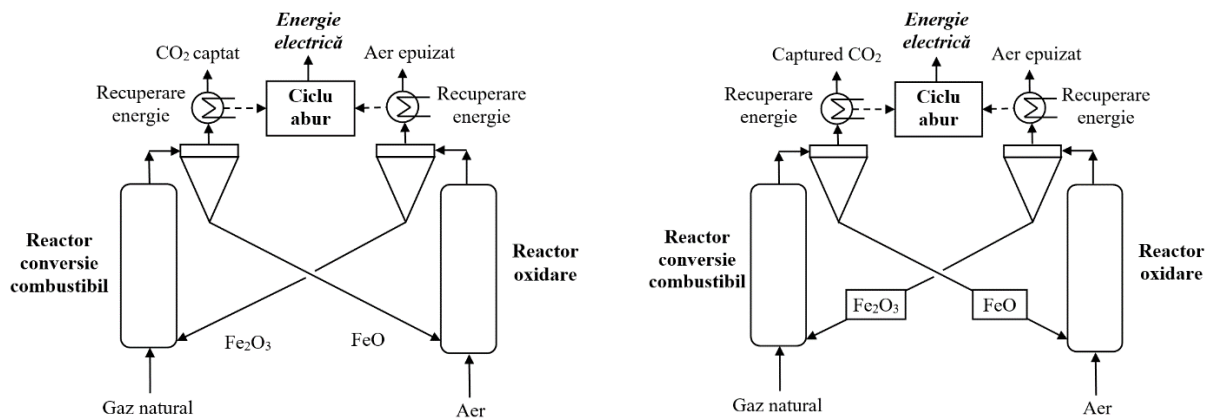 Energie
electrică
CO₂ captat
Aer epuizat
Recuperare
energie
Ciclu
abur
Recuperare
energie
Reactor
conversie
combustibil
Reactor
oxidare
Fe₂O₃
FeO
Gaz natural
Aer
Energie
electrică
Captured CO₂
Aer epuizat
Recuperare
energie
Ciclu
abur
Recuperare
energie
Reactor
conversie
combustibil
Reactor
oxidare
Fe₂O₃
FeO
Gaz natural
Aer